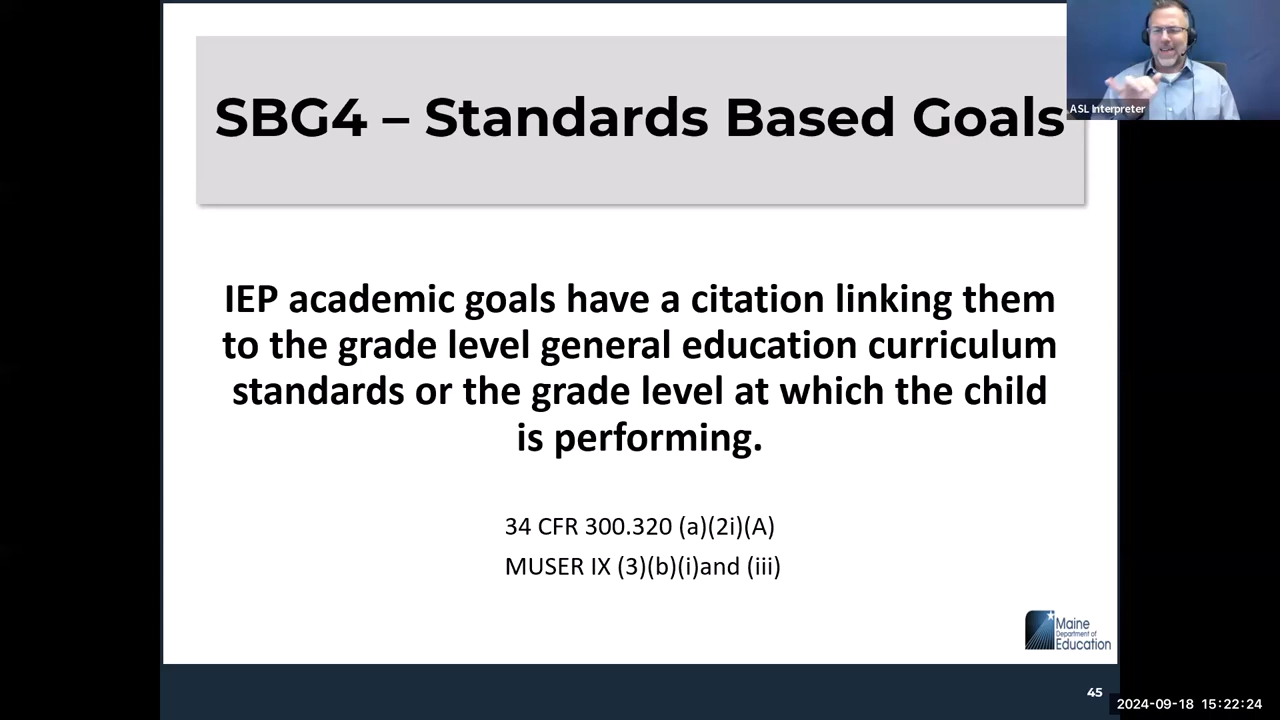 SBG4 – Standards Based Goals
ASL Interpreter
IEP academic goals have a citation linking them
to the grade level general education curriculum
standards or the grade level at which the child
is performing.
34 CFR 300.320 (a)(2i)(A)
MUSER IX (3)(b)(i)and (iii)
Maine
Department of
Education
45
2024-09-18 15:22:24